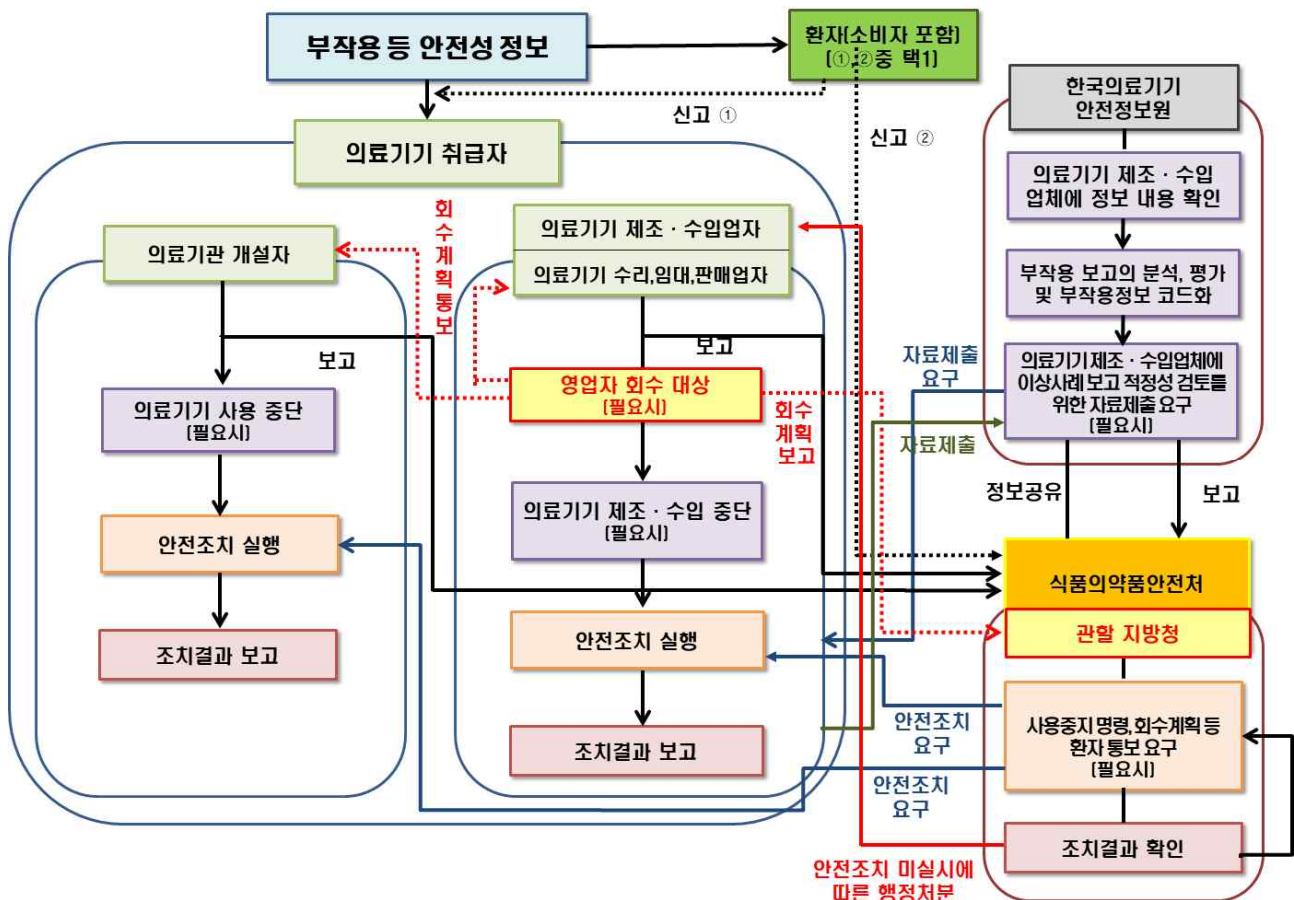 부작용 등 안전성 정보
환자(소비자 포함)
(①,②중 택1)
신고 ①
신고 ②
의료기기 취급자
회수계획통보
의료기관 개설자
보고
의료기기 사용 중단
(필요시)
안전조치 실행
조치결과 보고
의료기기 제조 · 수입업자
의료기기 수리,임대,판매업자
보고
영업자 회수 대상
(필요시)
회수
계획
보고
의료기기 제조 · 수입 중단
(필요시)
안전조치 실행
조치결과 보고
한국의료기기
안전정보원
의료기기 제조 · 수입
업체에 정보 내용 확인
부작용 보고의 분석, 평가
및 부작용정보 코드화
의료기기 제조 · 수입업체에
이상사례 보고 적정성 검토를
위한 자료제출 요구
(필요시)
자료제출
요구
자료제출
정보공유
보고
식품의약품안전처
관할 지방청
사용중지 명령,회수계획 등
환자 통보 요구
(필요시)
안전조치
요구
안전조치
요구
조치결과 확인
안전조치 미실시에
따른 행정처분